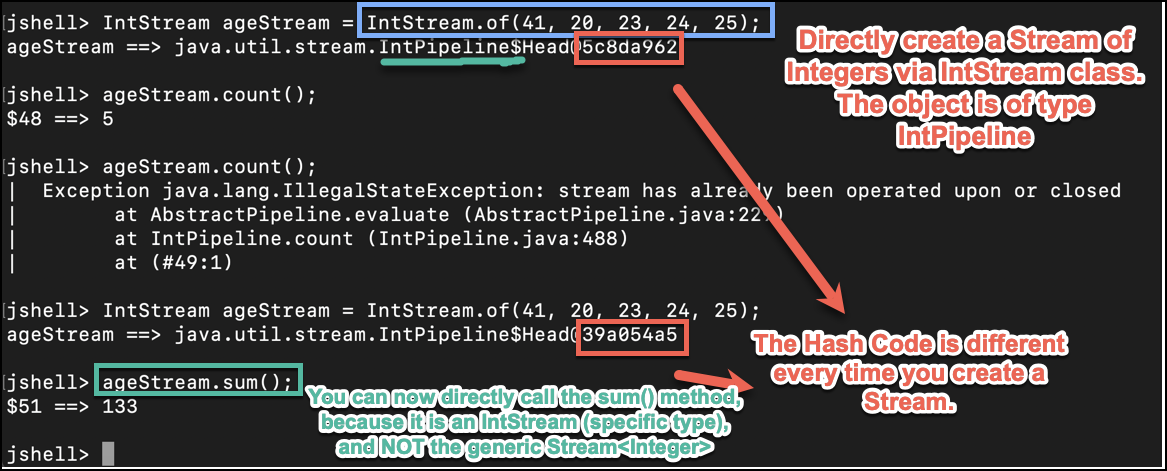 jshell> IntStream ageStream = IntStream.of(41, 20, 23, 24, 25);
ageStream ==> java.util.stream.IntPipeline$Head@5c8da962
jshell> ageStream.count();
$48 ==> 5
jshell> ageStream.count();
|  Exception java.lang.IllegalStateException: stream has already been operated upon or closed
|        at AbstractPipeline.evaluate (AbstractPipeline.java:229)
|        at IntPipeline.count (IntPipeline.java:488)
|        at (#49:1)
jshell> IntStream ageStream = IntStream.of(41, 20, 23, 24, 25);
ageStream ==> java.util.stream.IntPipeline$Head@39a054a5
jshell> ageStream.sum();
$51 ==> 133
jshell>
Directly create a Stream of
Integers via IntStream class.
The object is of type
IntPipeline
The Hash Code is different
every time you create a
Stream.
You can now directly call the sum() method,
because it is an IntStream (specific type),
and NOT the generic Stream<Integer>